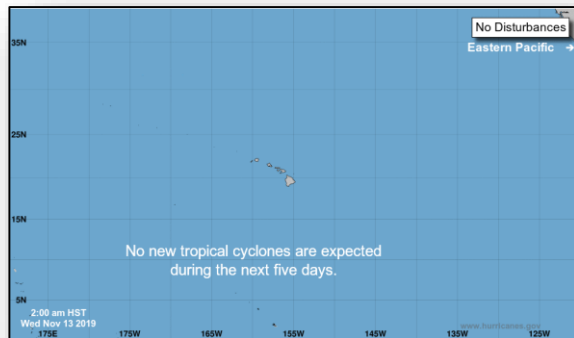 No Disturbances
35N
Eastern Pacific →
25N
15N
No new tropical cyclones are expected
during the next five days.
5N
2:00 am HST
Wed Nov 13 2019
www.hurricanes.gov
175E 175W 165W 155W 145W 135W 125W